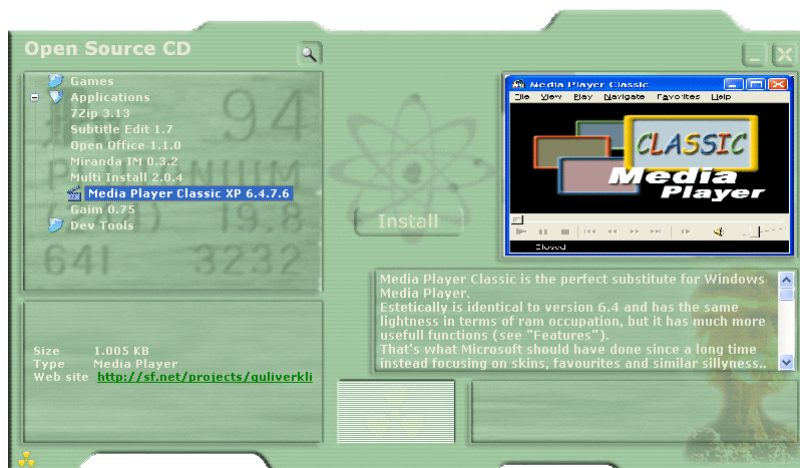 Open Source CD
Games
Applications
7Zip 3.13
Subtitle Edit 1.7
Open Office 1.1.0
Miranda IM 0.3.2
Multi Install 2.0.4
Media Player Classic XP 6.4.7.6
Gaim 0.75
Dev Tools
94
19.8
641 3232
Install
Media Player Classic
File View Play Navigate Favorites Help
CLASSIC
Media
Player
Closed
Media Player Classic is the perfect substitute for Windows
Media Player.
Estetically is identical to version 6.4 and has the same
lightness in terms of ram occupation, but it has much more
usefull functions (see "Features").
That's what Microsoft should have done since a long time
instead focusing on skins, favourites and similar sillyness..
Size 1.005 KB
Type Media Player
Web site http://sf.net/projects/guliverkli